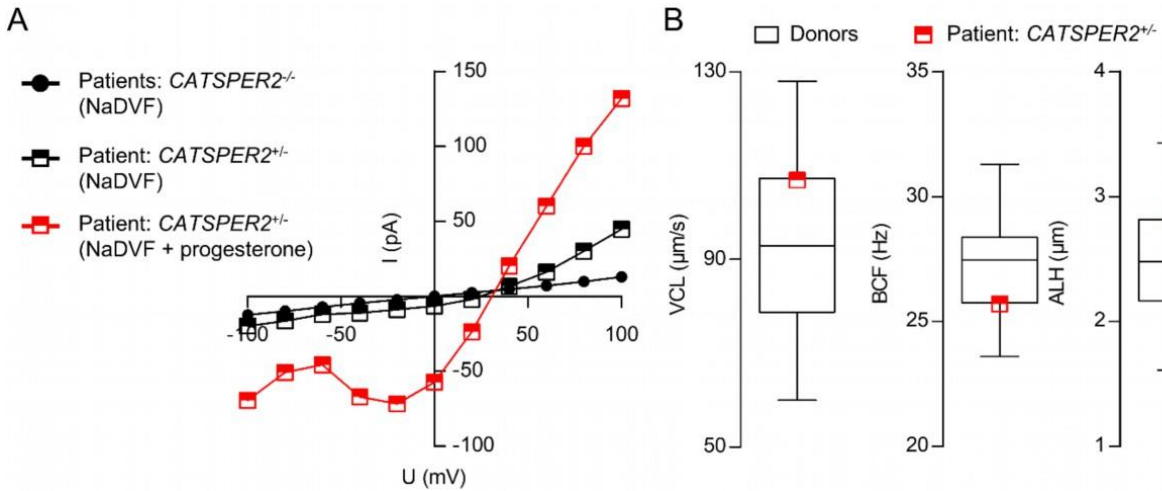 A
Patients: CATSPER2-/-
(NaDVF)
Patient: CATSPER2+/-
(NaDVF)
Patient: CATSPER2+/-
(NaDVF + progesterone)
I (pA)
150
100
50
-50
-100
-100
-50
50
100
U (mV)
B
Donors
Patient: CATSPER2+/-
VCL (µm/s)
130
90
50
BCF (Hz)
35
30
25
20
ALH (µm)
4
3
2
1